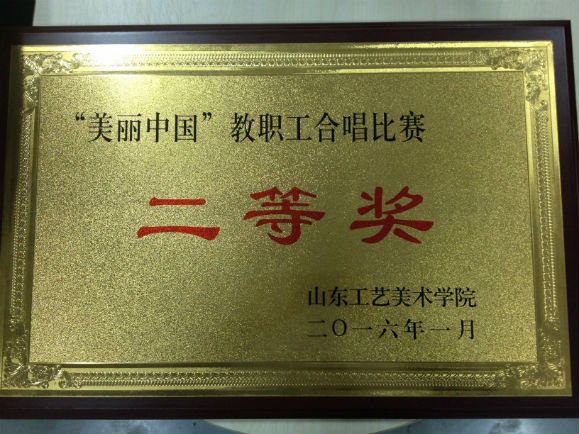 “美丽中国”教职工合唱比赛
二等奖
山东工艺美术学院
二〇一六年一月